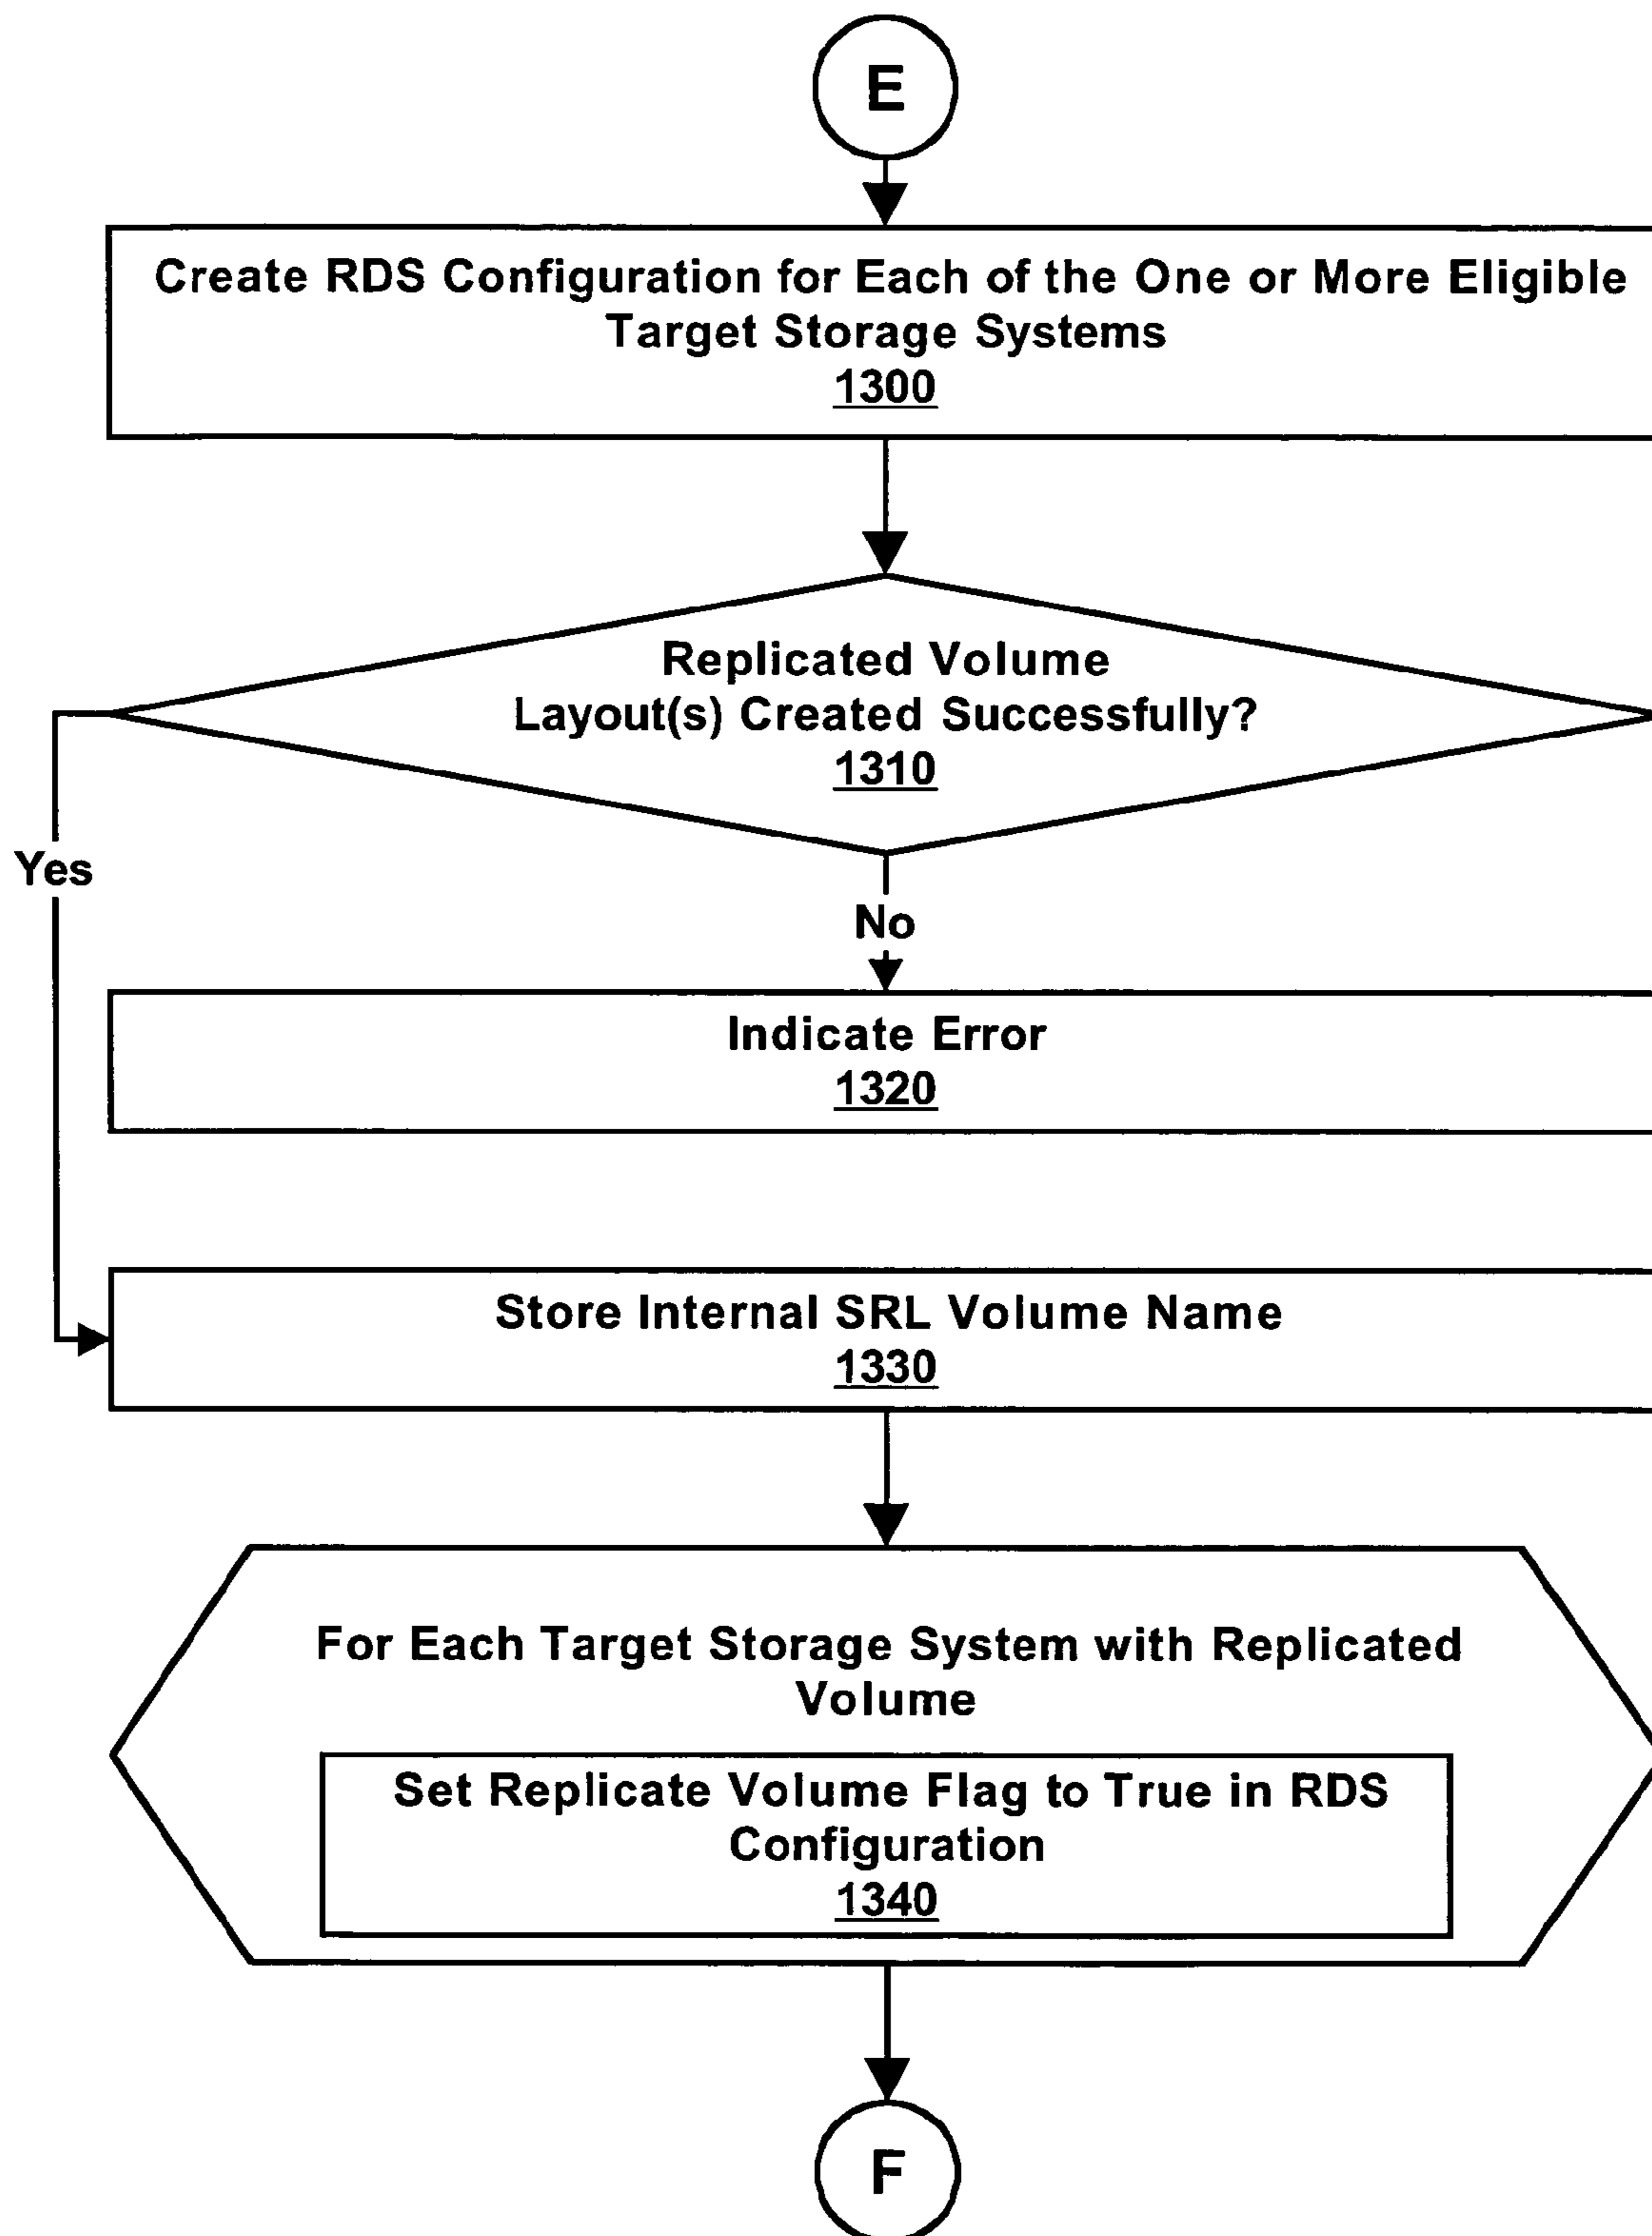 E
Create RDS Configuration for Each of the One or More Eligible
Target Storage Systems
1300
Replicated Volume
Layout(s) Created Successfully?
1310
Yes
No
Indicate Error
1320
Store Internal SRL Volume Name
1330
For Each Target Storage System with Replicated
Volume
Set Replicate Volume Flag to True in RDS
Configuration
1340
F